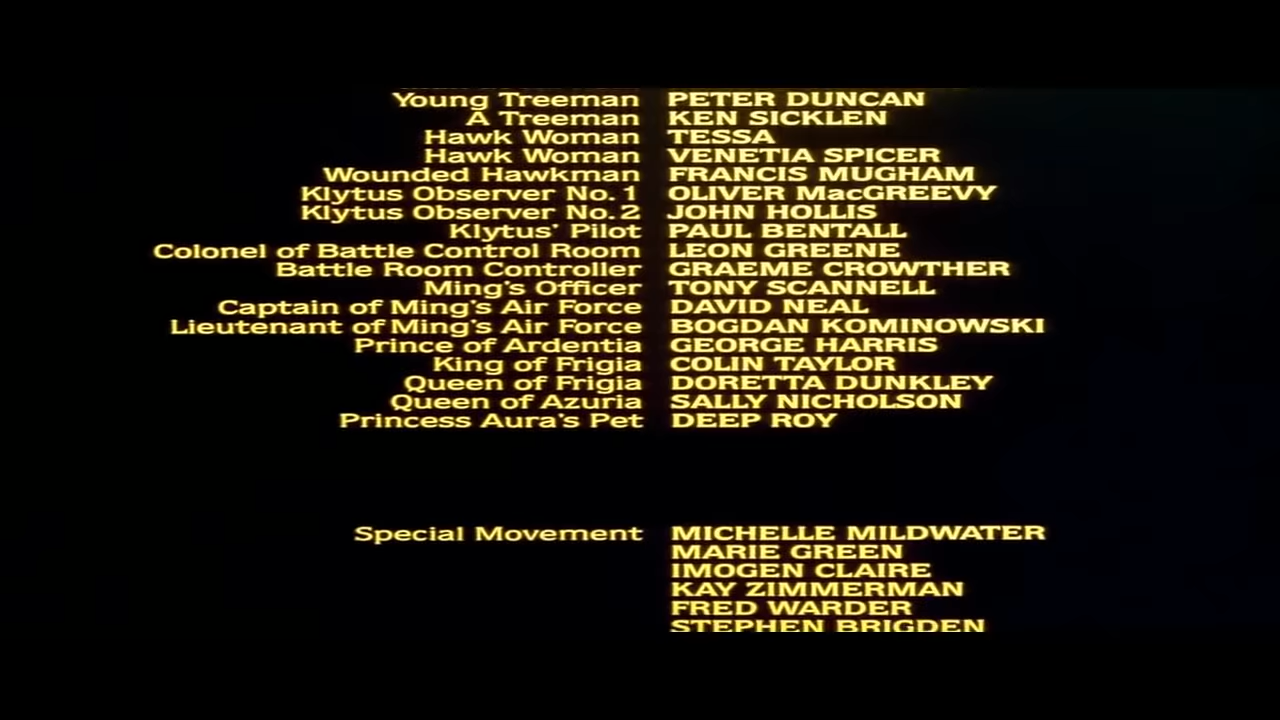 Young Treeman PETER DUNCAN
A Treeman KEN SICKLEN
Hawk Woman TESSA
Hawk Woman VENETIA SPICER
Wounded Hawkman FRANCIS MUGHAM
Klytus Observer No.1 OLIVER MacGREEVY
Klytus Observer No.2 JOHN HOLLIS
Klytus' Pilot PAUL BENTALL
Colonel of Battle Control Room LEON GREENE
Battle Room Controller GRAEME CROWTHER
Ming's Officer TONY SCANNELL
Captain of Ming's Air Force DAVID NEAL
Lieutenant of Ming's Air Force BOGDAN KOMINOWSKI
Prince of Ardentia GEORGE HARRIS
King of Frigia COLIN TAYLOR
Queen of Frigia DORETTA DUNKLEY
Queen of Azuria SALLY NICHOLSON
Princess Aura's Pet DEEP ROY
Special Movement MICHELLE MILDWATER
MARIE GREEN
IMOGEN CLAIRE
KAY ZIMMERMAN
FRED WARDER
STEPHEN BRIGDEN